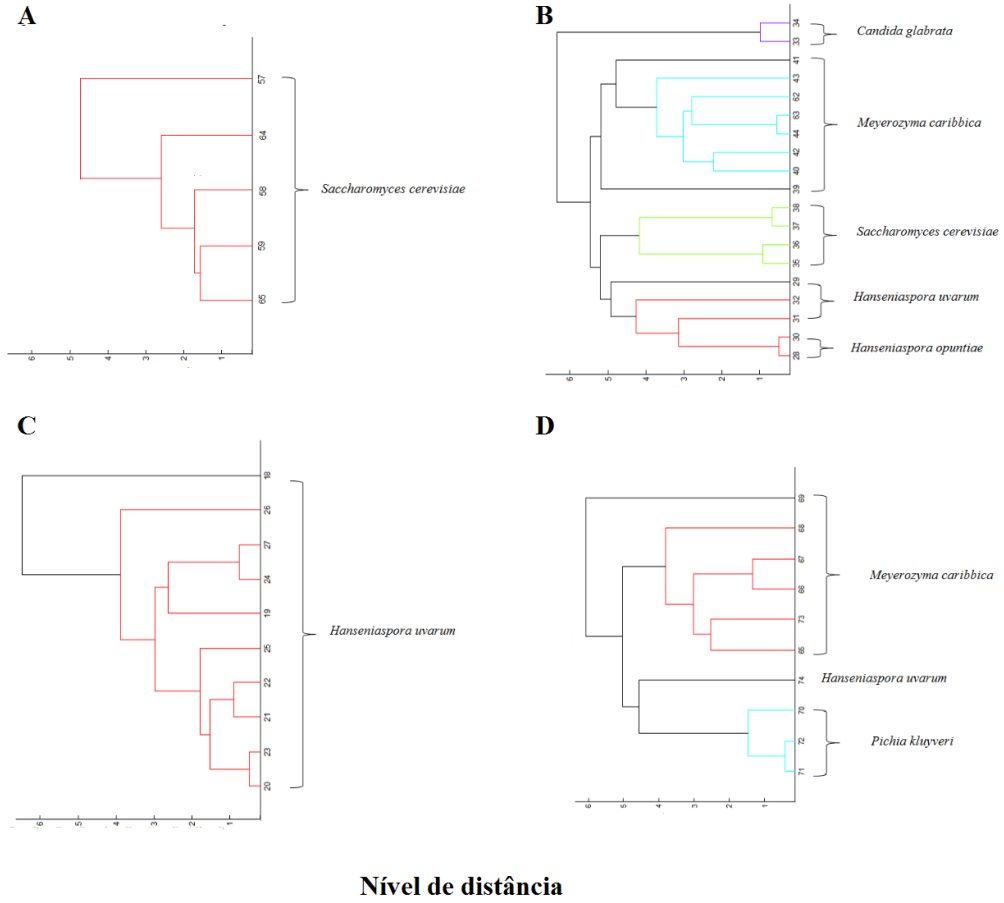 A
57
64
58
59
65
Saccharomyces cerevisiae
6 5 4 3 2 1
B
34
33
41
43
62
63
44
42
40
39
38
37
36
35
29
32
31
30
28
Candida glabrata
Meyerozyma caribbica
Saccharomyces cerevisiae
Hanseniaspora uvarum
Hanseniaspora opuntiae
6 5 4 3 2 1
C
18
26
27
24
19
25
22
21
23
20
Hanseniaspora uvarum
6 5 4 3 2 1
D
69
68
67
66
73
65
74
70
72
71
Meyerozyma caribbica
Hanseniaspora uvarum
Pichia kluyveri
6 5 4 3 2 1
Nível de distância